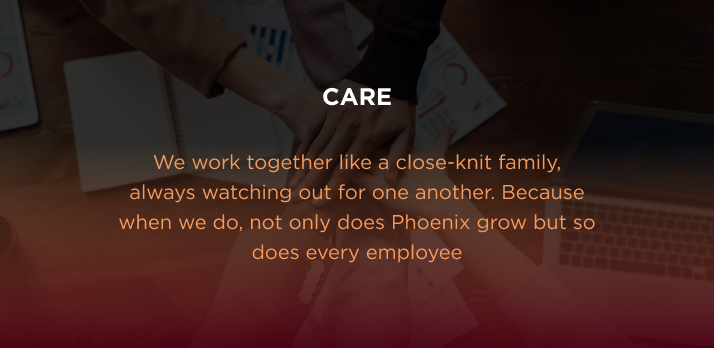 CARE
We work together like a close-knit family,
always watching out for one another. Because
when we do, not only does Phoenix grow but so
does every employee